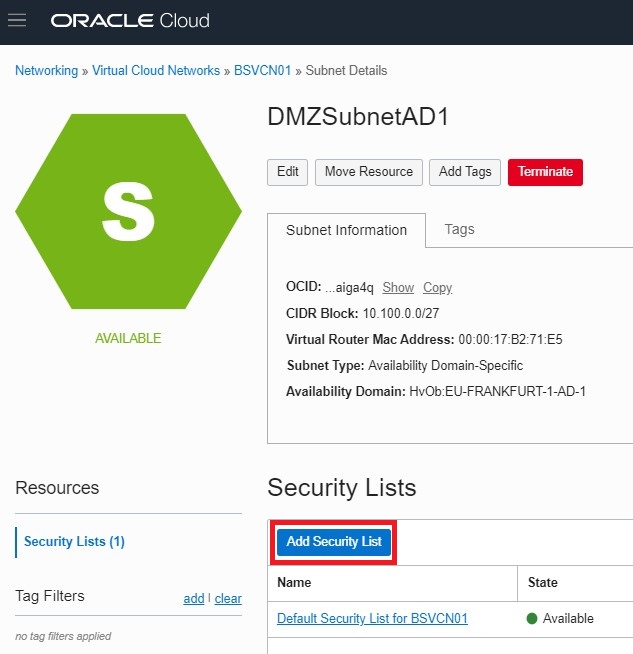 ORACLE Cloud
Networking » Virtual Cloud Networks » BSVCN01 » Subnet Details
S
AVAILABLE
DMZSubnetAD1
Edit Move Resource Add Tags Terminate
Subnet Information Tags
OCID: ...aiga4q Show Copy
CIDR Block: 10.100.0.0/27
Virtual Router Mac Address: 00:00:17:B2:71:E5
Subnet Type: Availability Domain-Specific
Availability Domain: HvOb:EU-FRANKFURT-1-AD-1
Resources
Security Lists (1)
Tag Filters add | clear
no tag filters applied
Security Lists
Add Security List
Name State
Default Security List for BSVCN01 Available